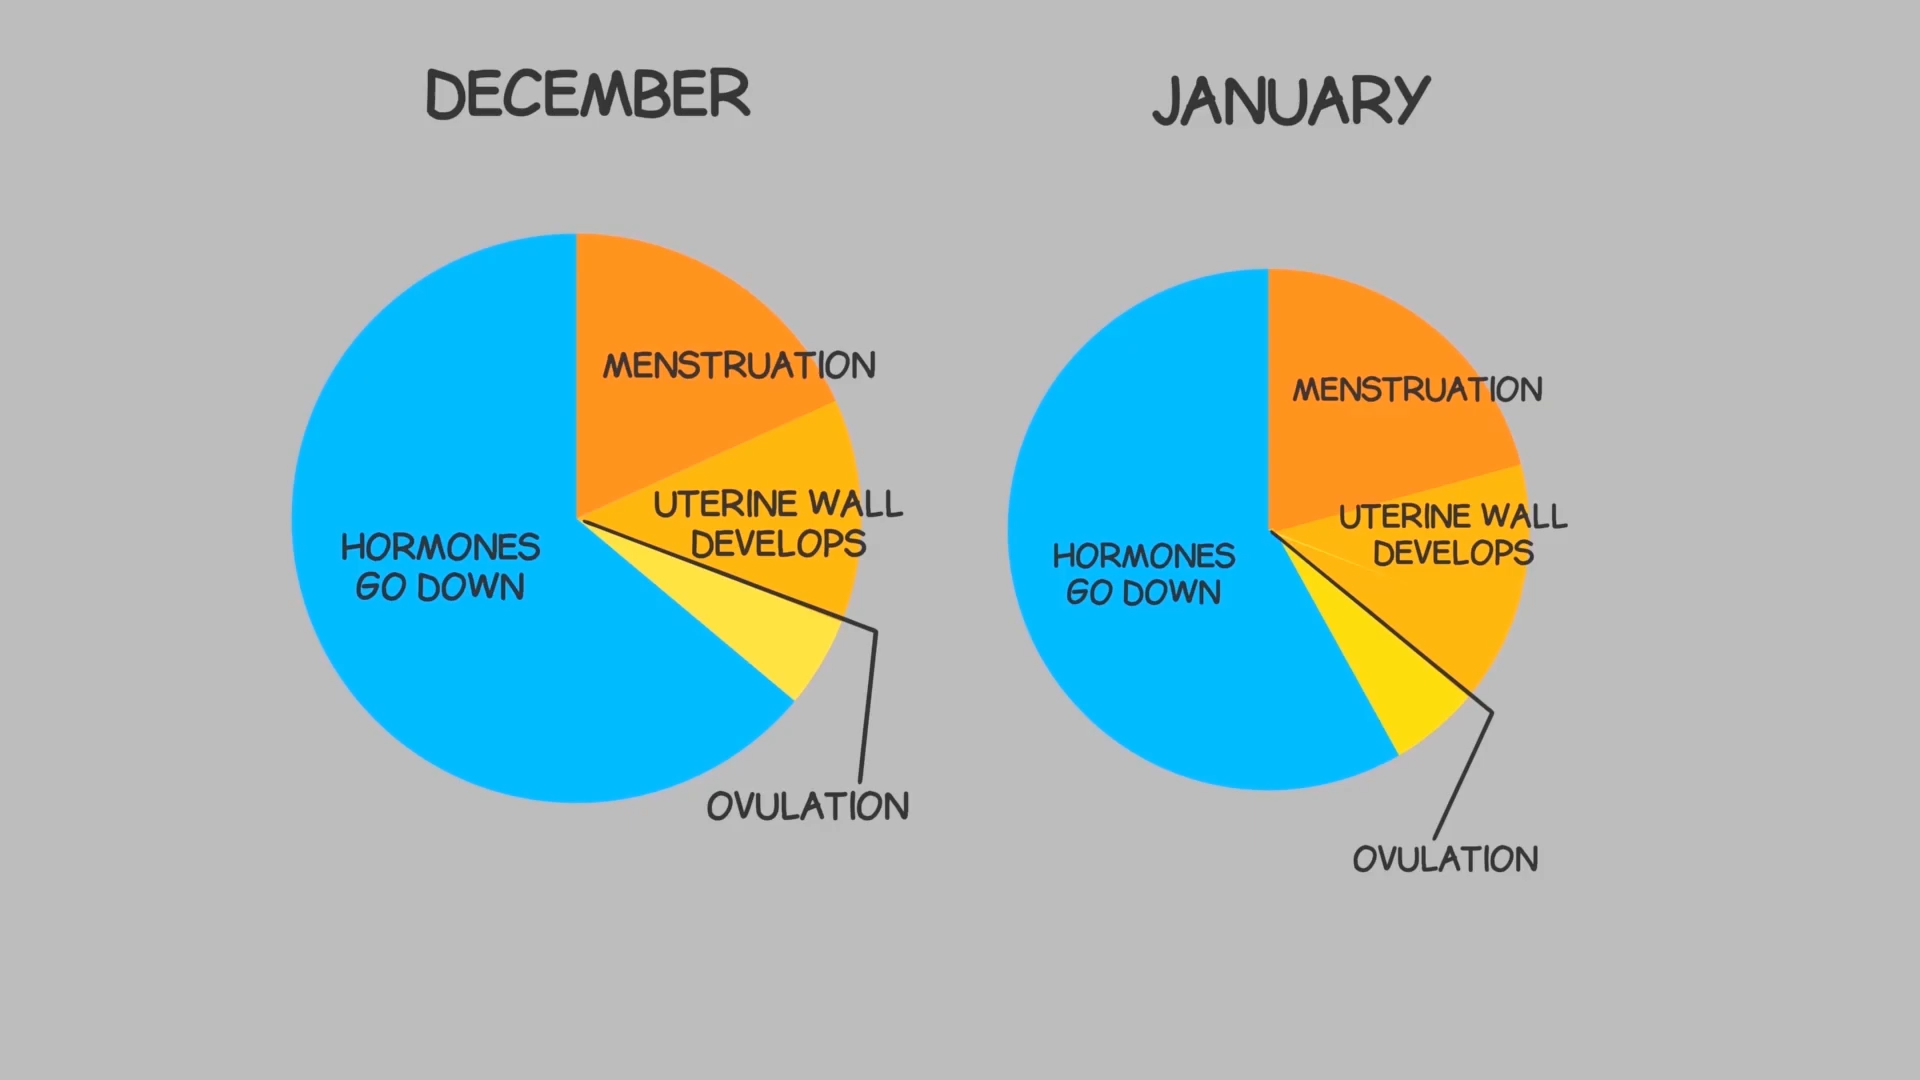 DECEMBER
MENSTRUATION
UTERINE WALL
DEVELOPS
HORMONES
GO DOWN
OVULATION
JANUARY
MENSTRUATION
UTERINE WALL
DEVELOPS
HORMONES
GO DOWN
OVULATION